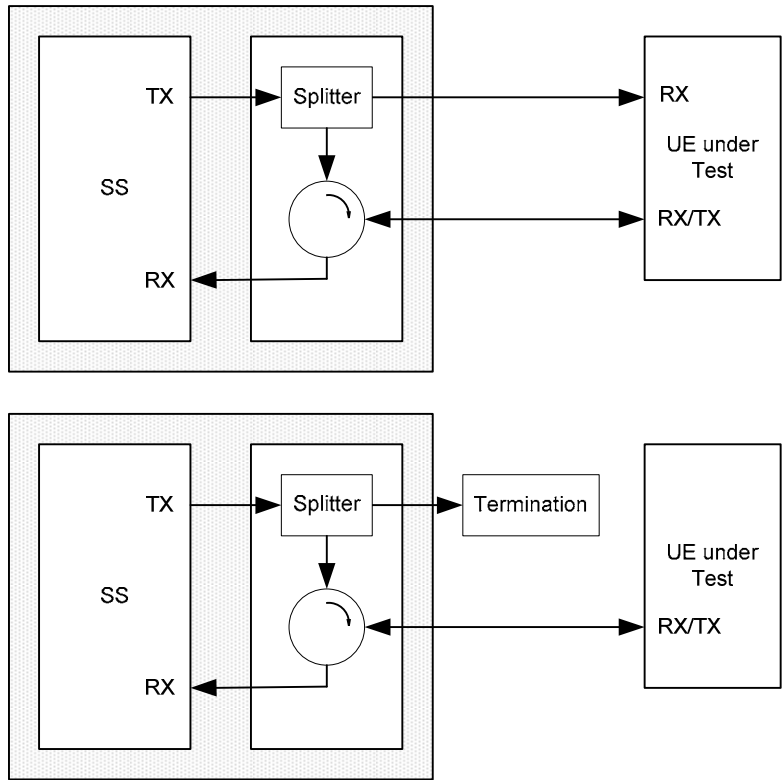 TX
Splitter
RX
SS
UE under
Test
RX/TX
RX
TX
Splitter
Termination
SS
UE under
Test
RX/TX
RX